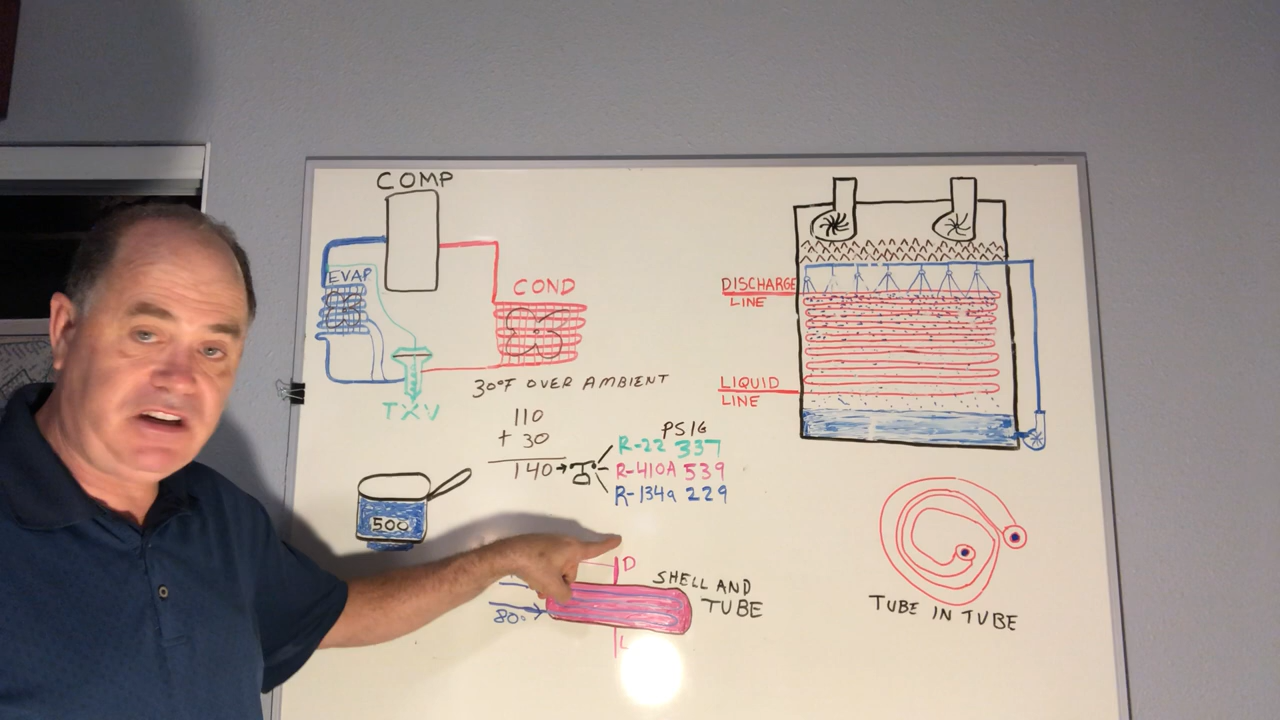 COMP
EVAP
COND
TXV
30°F OVER AMBIENT
110
+ 30
140
PSIG
R-22 337
R-410A 539
R-134a 229
500
D
SHELL AND
TUBE
80°
L
DISCHARGE
LINE
LIQUID
LINE
TUBE IN TUBE